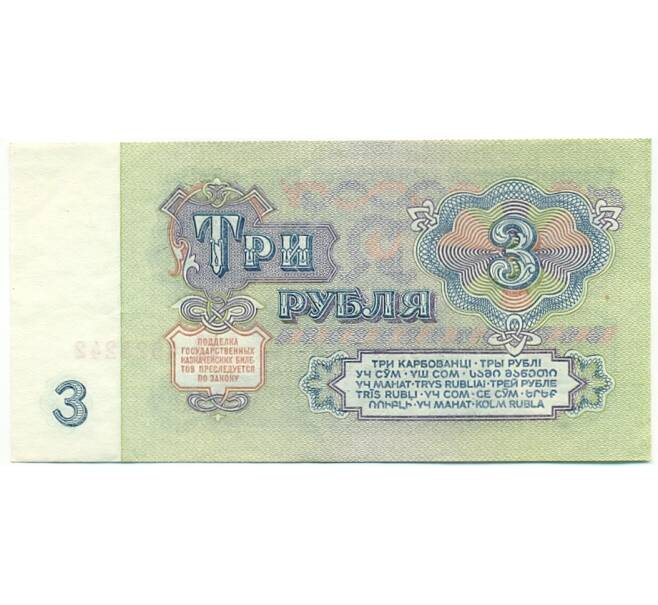 ТРИ
РУБЛЯ
3
ПОДДЕЛКА
ГОСУДАРСТВЕННЫХ
КАЗНАЧЕЙСКИХ БИЛЕ-
ТОВ ПРЕСЛЕДУЕТСЯ
ПО ЗАКОНУ
3
ТРИ КАРБОВАНЦІ · ТРЫ РУБЛІ
УЧ СЎМ · ҮШ СОМ · ᲡᲐᲛᲘ ᲛᲐᲜᲔᲗᲘ
ҮЧ МАНАТ · TRYS RUBLIAI · ТРЕЙ РУБЛЕ
TRĪS RUBĻI · ҮЧ СОМ · СЕ СӮМ · ԵՐԵՔ
ՌՈՒԲԼԻ · ҮЧ МАНАТ · KOLM RUBLA
242